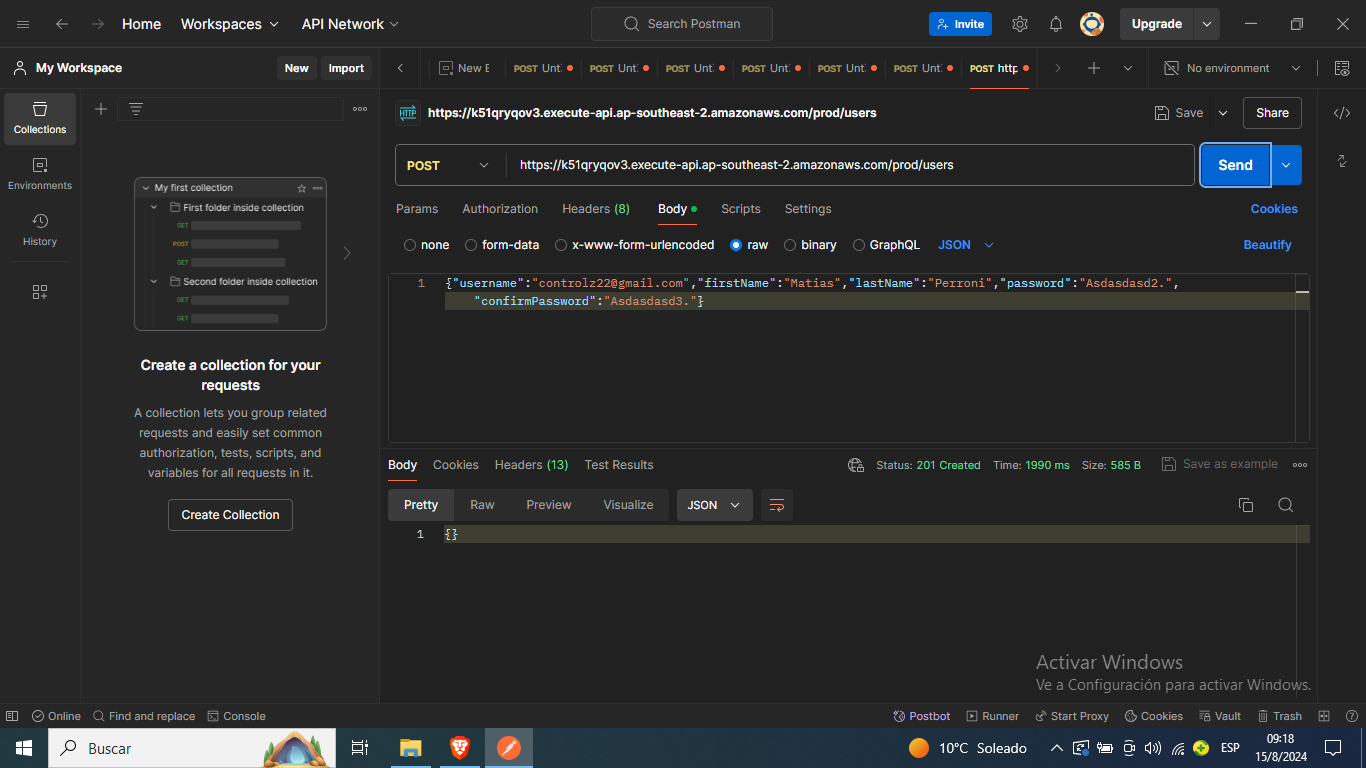 Home Workspaces API Network Search Postman Invite Upgrade
My Workspace New Import New E POST Unt POST Unt POST Unt POST Unt POST Unt POST Unt POST http No environment
Collections
Environments
History
My first collection
First folder inside collection
GET
POST
GET
Second folder inside collection
GET
GET
Create a collection for your
requests
A collection lets you group related
requests and easily set common
authorization, tests, scripts, and
variables for all requests in it.
Create Collection
HTTP https://k51qryqov3.execute-api.ap-southeast-2.amazonaws.com/prod/users Save Share
POST https://k51qryqov3.execute-api.ap-southeast-2.amazonaws.com/prod/users Send
Params Authorization Headers (8) Body Scripts Settings Cookies
none form-data x-www-form-urlencoded raw binary GraphQL JSON Beautify
1 {"username":"controlz22@gmail.com","firstName":"Matias","lastName":"Perroni","password":"Asdasdasd2.",
"confirmPassword":"Asdasdasd3."}
Body Cookies Headers (13) Test Results Status: 201 Created Time: 1990 ms Size: 585 B Save as example
Pretty Raw Preview Visualize JSON
1 {}
Activar Windows
Ve a Configuración para activar Windows.
Online Find and replace Console Postbot Runner Start Proxy Cookies Vault Trash
Buscar 10°C Soleado ESP 09:18
15/8/2024